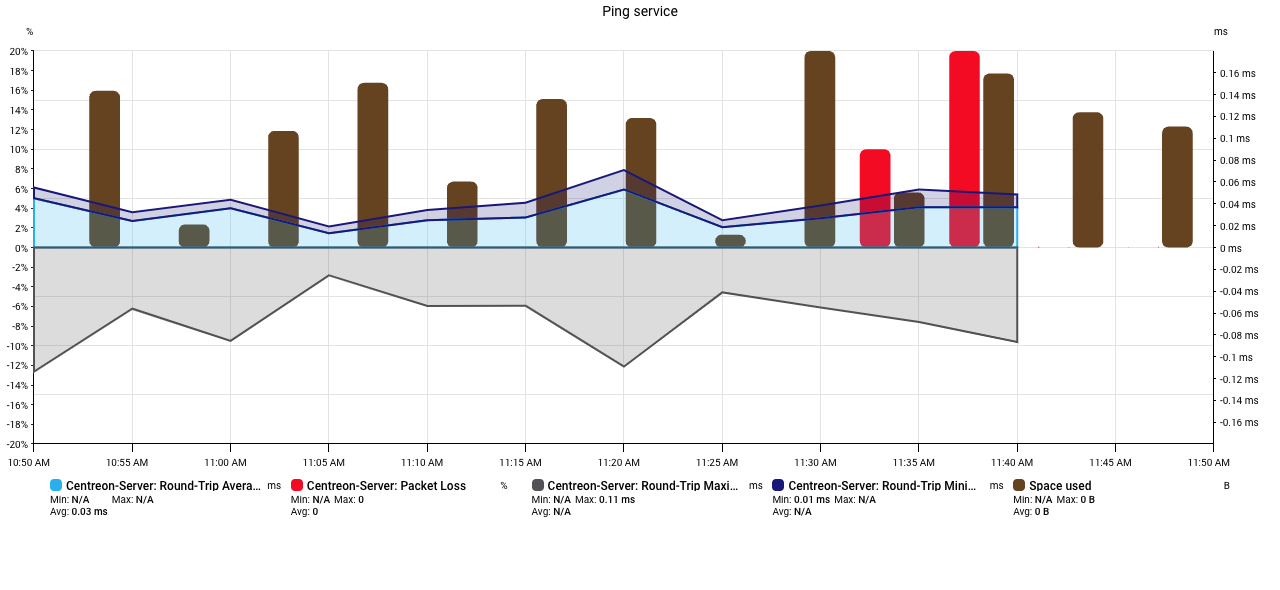 Ping service
% ms
20%
18% 0.16 ms
16% 0.14 ms
14% 0.12 ms
12% 0.1 ms
10% 0.08 ms
8% 0.06 ms
6% 0.04 ms
4% 0.02 ms
2% 0 ms
0% -0.02 ms
-2% -0.04 ms
-4% -0.06 ms
-6% -0.08 ms
-8% -0.1 ms
-10% -0.12 ms
-12% -0.14 ms
-14% -0.16 ms
-16%
-18%
-20%
10:50 AM 10:55 AM 11:00 AM 11:05 AM 11:10 AM 11:15 AM 11:20 AM 11:25 AM 11:30 AM 11:35 AM 11:40 AM 11:45 AM 11:50 AM
Centreon-Server: Round-Trip Avera... ms Centreon-Server: Packet Loss % Centreon-Server: Round-Trip Maxi... ms Centreon-Server: Round-Trip Mini... ms Space used B
Min: N/A Max: N/A Min: N/A Max: 0 Min: N/A Max: 0.11 ms Min: 0.01 ms Max: N/A Min: N/A Max: 0 B
Avg: 0.03 ms Avg: 0 Avg: N/A Avg: N/A Avg: 0 B